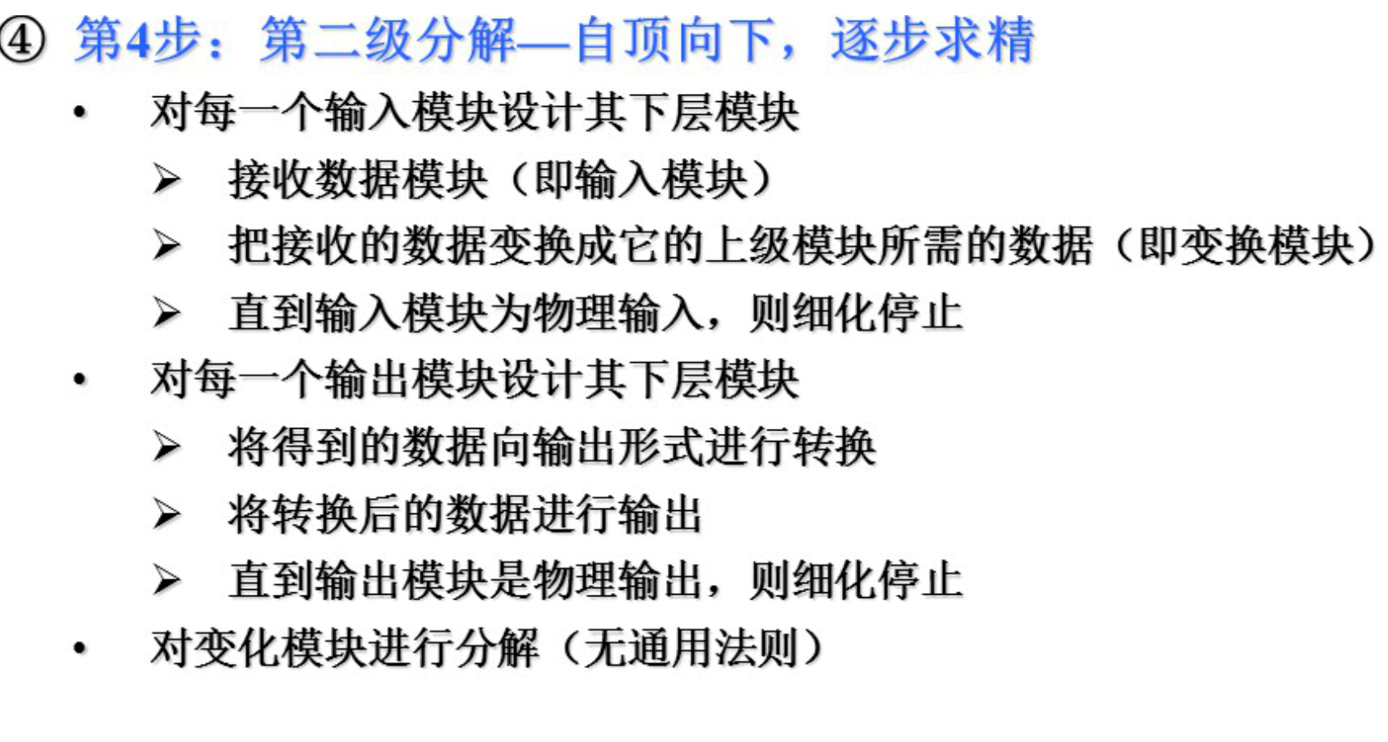 ④ 第4步：第二级分解—自顶向下，逐步求精
• 对每一个输入模块设计其下层模块
➢ 接收数据模块（即输入模块）
➢ 把接收的数据变换成它的上级模块所需的数据（即变换模块）
➢ 直到输入模块为物理输入，则细化停止
• 对每一个输出模块设计其下层模块
➢ 将得到的数据向输出形式进行转换
➢ 将转换后的数据进行输出
➢ 直到输出模块是物理输出，则细化停止
• 对变化模块进行分解（无通用法则）